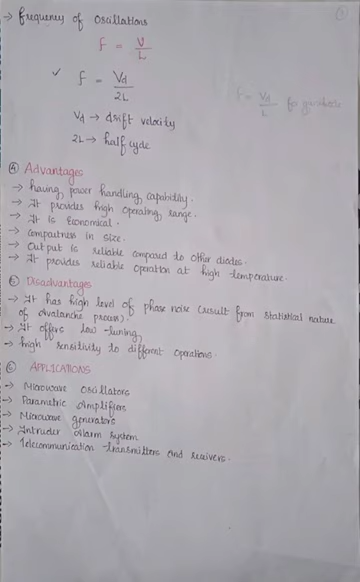 → frequency of oscillations
F = V/L
✓ f = Vd/2L
F = Vd/L for gunndiode
Vd → drift velocity
2L → half cycle
④ Advantages
→ having power handling capability.
→ It provides high operating range.
→ It is Economical.
→ compactness in size.
→ Output is reliable compared to other diodes.
→ It provides reliable operation at high temperature.
⑤ Disadvantages
→ It has high level of phase noise (result from statistical nature
of avalanche process).
→ It offers low tuning,
→ high sensitivity to different operations.
⑥ APPLICATIONS
→ Microwave oscillators
→ Parametric Amplifiers
→ Microwave generators
→ Intruder Alarm system
→ Telecommunication transmitters and receivers.